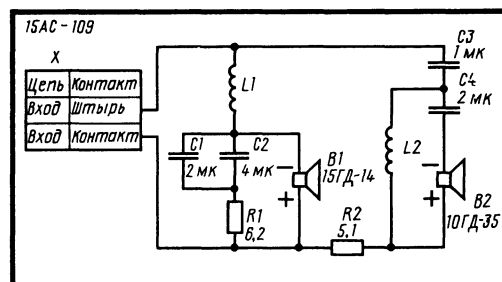 15АС-109
X
Цепь Контакт
Вход Штырь
Вход Контакт
L1
C1
2 мк
C2
4 мк
R1
6,2
B1
15ГД-14
−
+
R2
5,1
L2
C3
1 мк
C4
2 мк
−
+
B2
10ГД-35